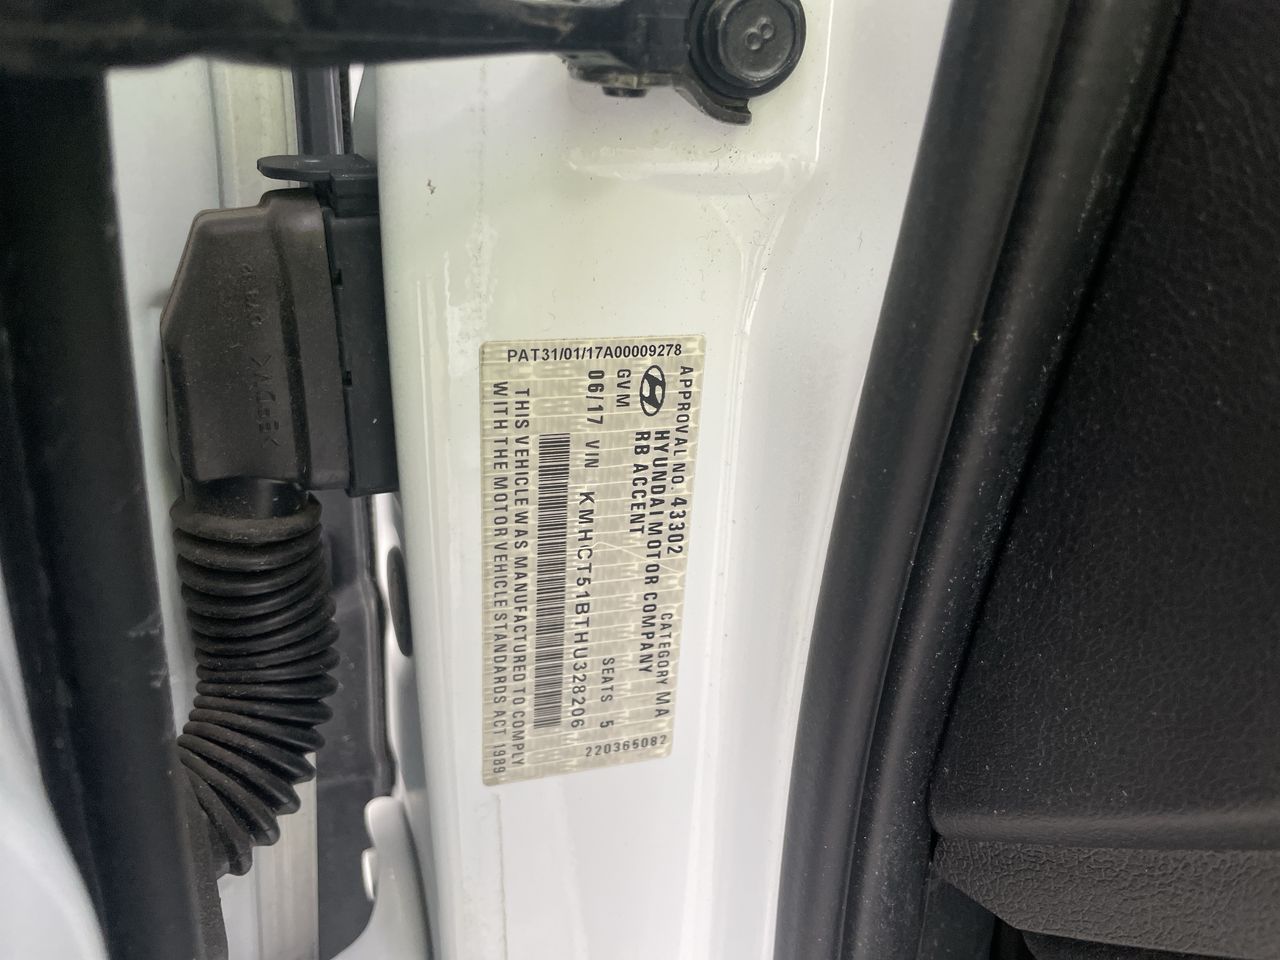 PAT31/01/17A00009278
APPROVAL NO. 43302 CATEGORY MA
HYUNDAI MOTOR COMPANY
RB ACCENT
GVM SEATS 5
06/17 VIN KMHCT51BTHU328206
THIS VEHICLE WAS MANUFACTURED TO COMPLY
WITH THE MOTOR VEHICLE STANDARDS ACT 1989
220365082
8